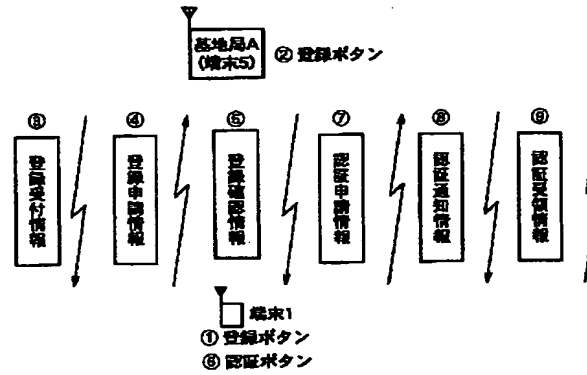 基地局A
(端末5)
② 登録ボタン
③
登録受付情報
④
登録申請情報
⑤
登録確認情報
⑦
認証申請情報
⑧
認証通知情報
⑨
認証受領情報
端末1
① 登録ボタン
⑥ 認証ボタン